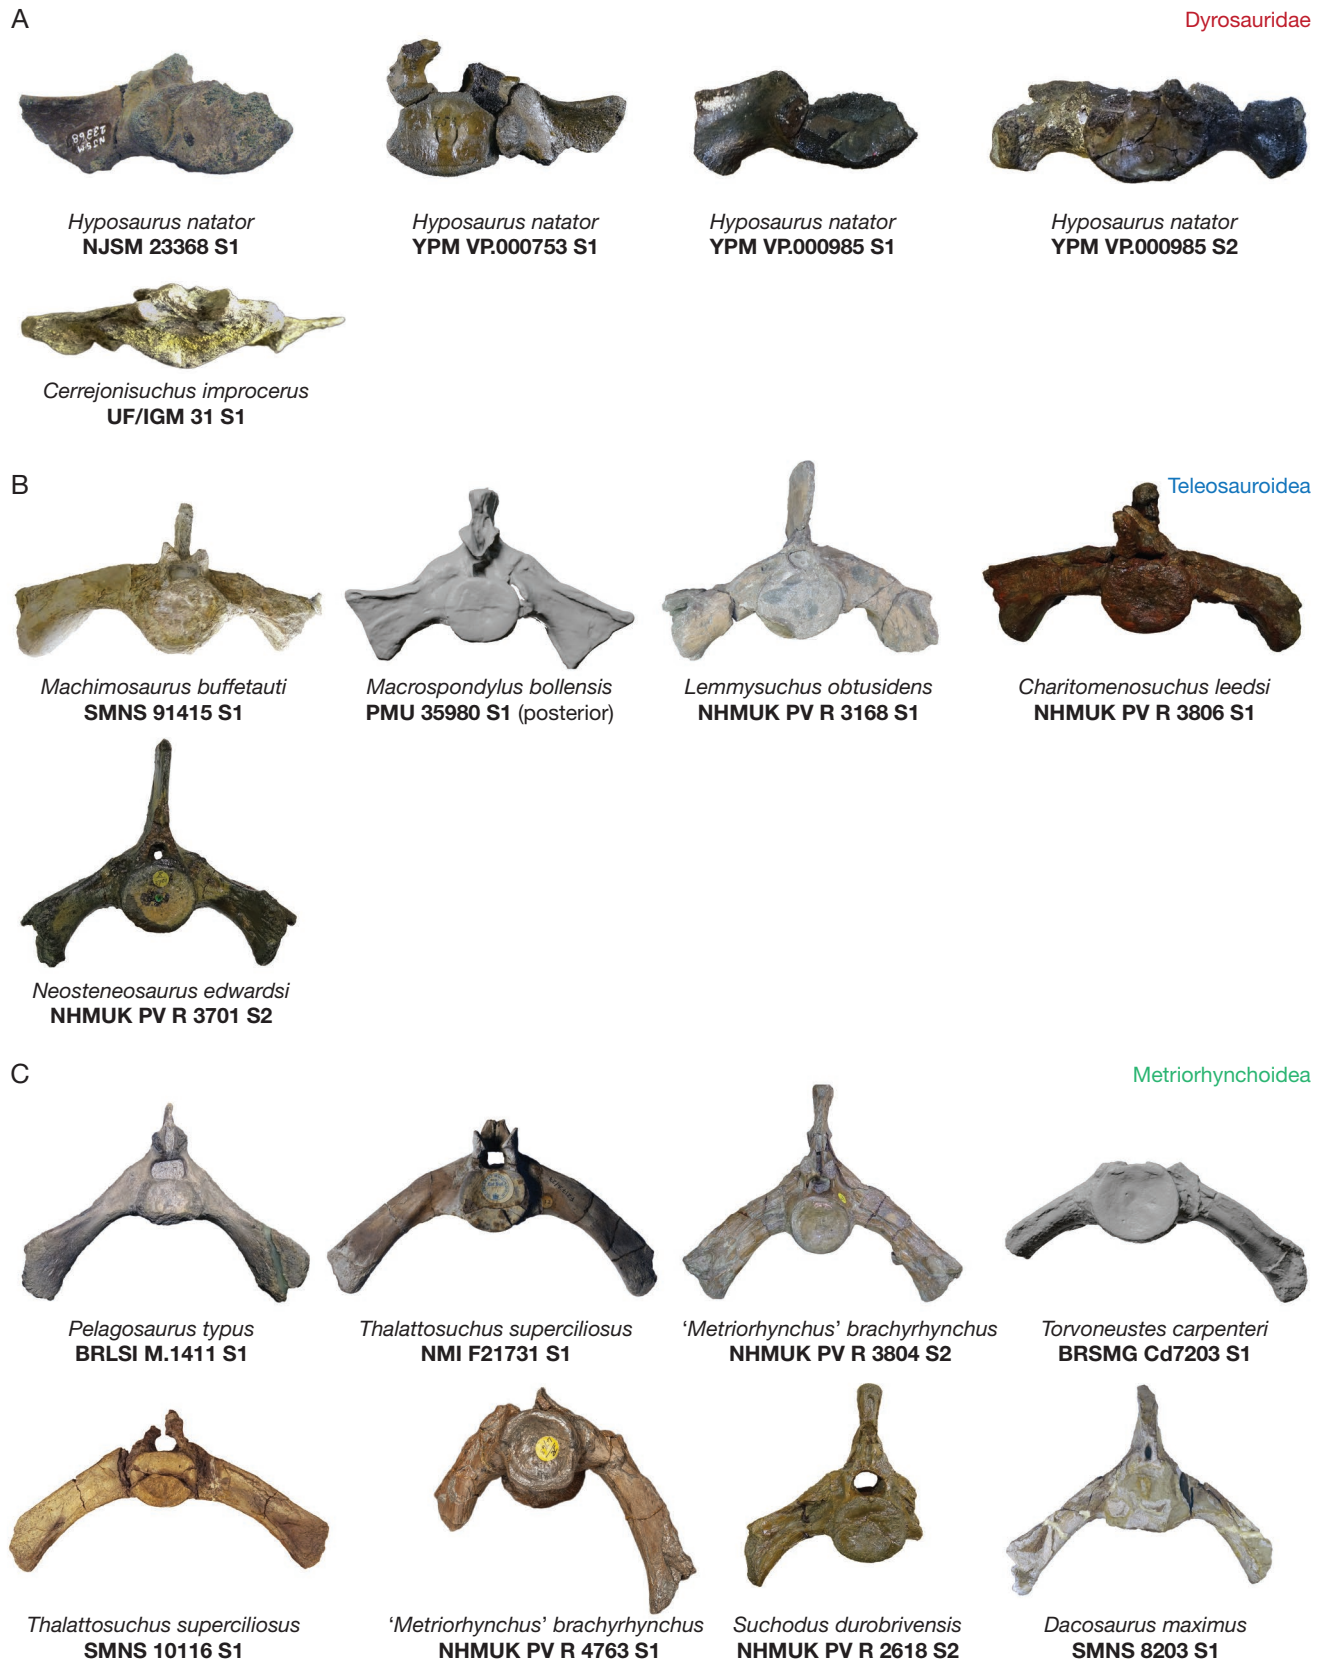 A
Dyrosauridae
NJSM
23368
Hyposaurus natator
NJSM 23368 S1
Hyposaurus natator
YPM VP.000753 S1
Hyposaurus natator
YPM VP.000985 S1
Hyposaurus natator
YPM VP.000985 S2
Cerrejonisuchus improcerus
UF/IGM 31 S1
B
Teleosauroidea
Machimosaurus buffetauti
SMNS 91415 S1
Macrospondylus bollensis
PMU 35980 S1 (posterior)
Lemmysuchus obtusidens
NHMUK PV R 3168 S1
Charitomenosuchus leedsi
NHMUK PV R 3806 S1
Neosteneosaurus edwardsi
NHMUK PV R 3701 S2
C
Metriorhynchoidea
Pelagosaurus typus
BRLSI M.1411 S1
Thalattosuchus superciliosus
NMI F21731 S1
‘Metriorhynchus’ brachyrhynchus
NHMUK PV R 3804 S2
Torvoneustes carpenteri
BRSMG Cd7203 S1
Thalattosuchus superciliosus
SMNS 10116 S1
‘Metriorhynchus’ brachyrhynchus
NHMUK PV R 4763 S1
Suchodus durobrivensis
NHMUK PV R 2618 S2
Dacosaurus maximus
SMNS 8203 S1